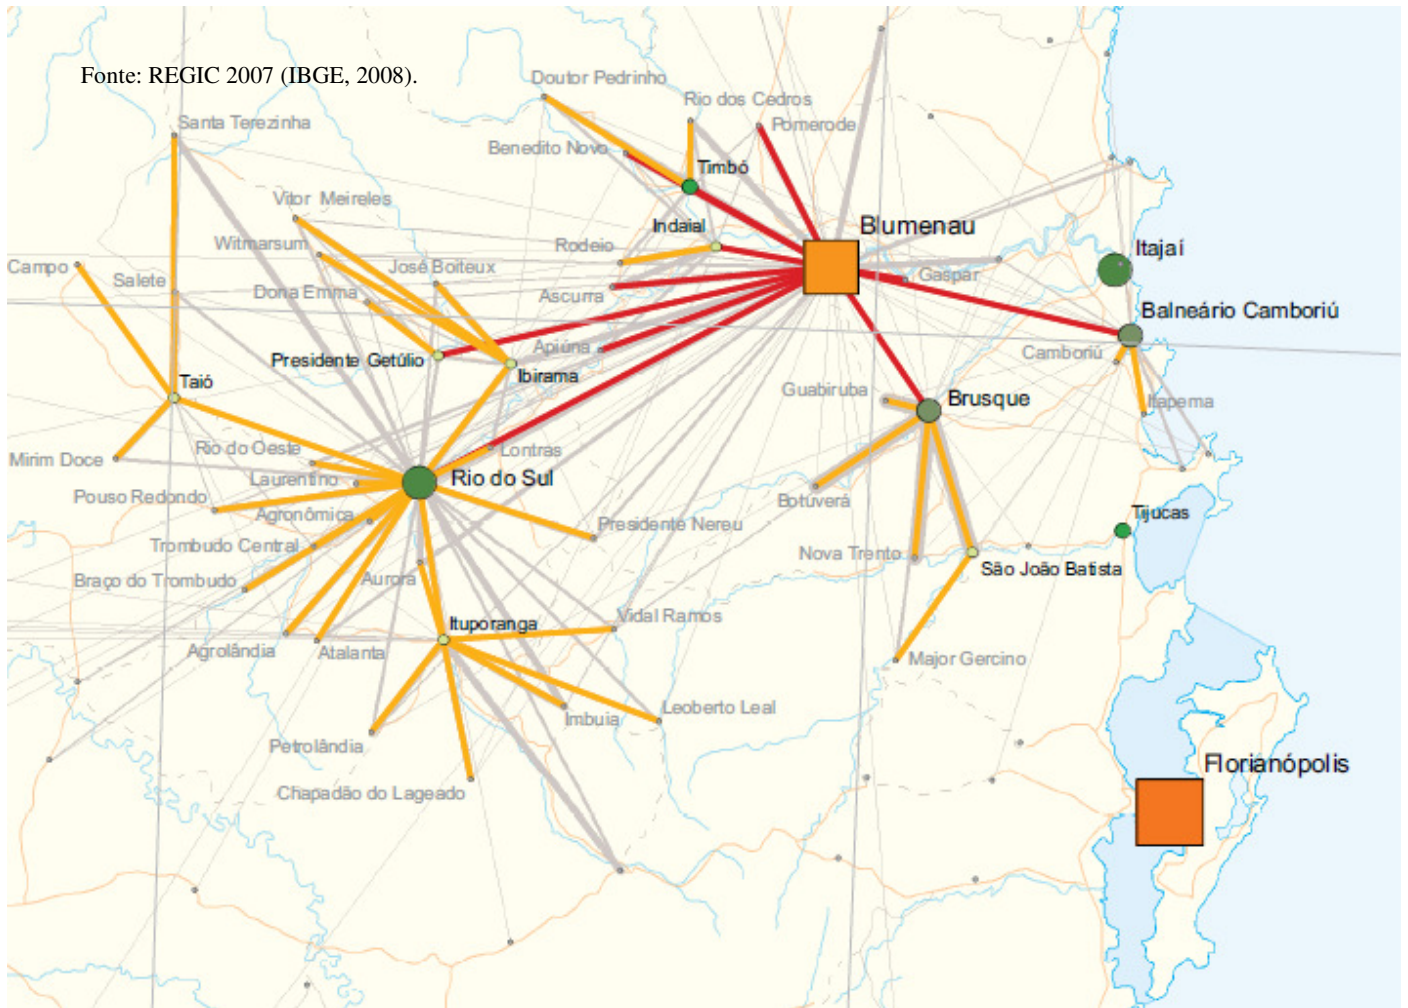 Fonte: REGIC 2007 (IBGE, 2008).
Doutor Pedrinho
Rio dos Cedros
Pomerode
Santa Terezinha
Benedito Novo
Timbó
Vitor Meireles
Indaial
Blumenau
Witmarsum
Rodeio
Itajaí
Campo
José Boiteux
Gaspar
Salete
Dona Emma
Ascurra
Balneário Camboriú
Presidente Getúlio
Apiúna
Camboriú
Ibirama
Taió
Guabiruba
Brusque
Itapema
Rio do Oeste
Lontras
Mirim Doce
Laurentino
Rio do Sul
Pouso Redondo
Botuverá
Agronômica
Presidente Nereu
Tijucas
Trombudo Central
Nova Trento
São João Batista
Braço do Trombudo
Aurora
Ituporanga
Vidal Ramos
Agrolândia
Atalanta
Major Gercino
Imbuia
Leoberto Leal
Petrolândia
Florianópolis
Chapadão do Lageado